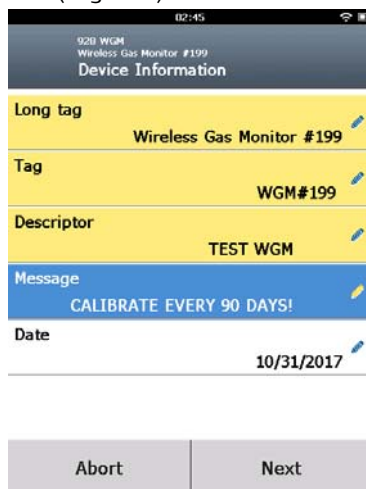 02:45
928 WGM
Wireless Gas Monitor #199
Device Information
Long tag
Wireless Gas Monitor #199
Tag
WGM#199
Descriptor
TEST WGM
Message
CALIBRATE EVERY 90 DAYS!
Date
10/31/2017
Abort
Next